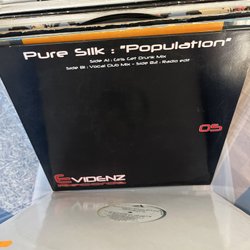 Pure Silk : "Population"
Side A1 : Girls Get Drunk Mix
Side B1 : Vocal Club Mix - Side B2 : Radio edit
05
EVIDENZ